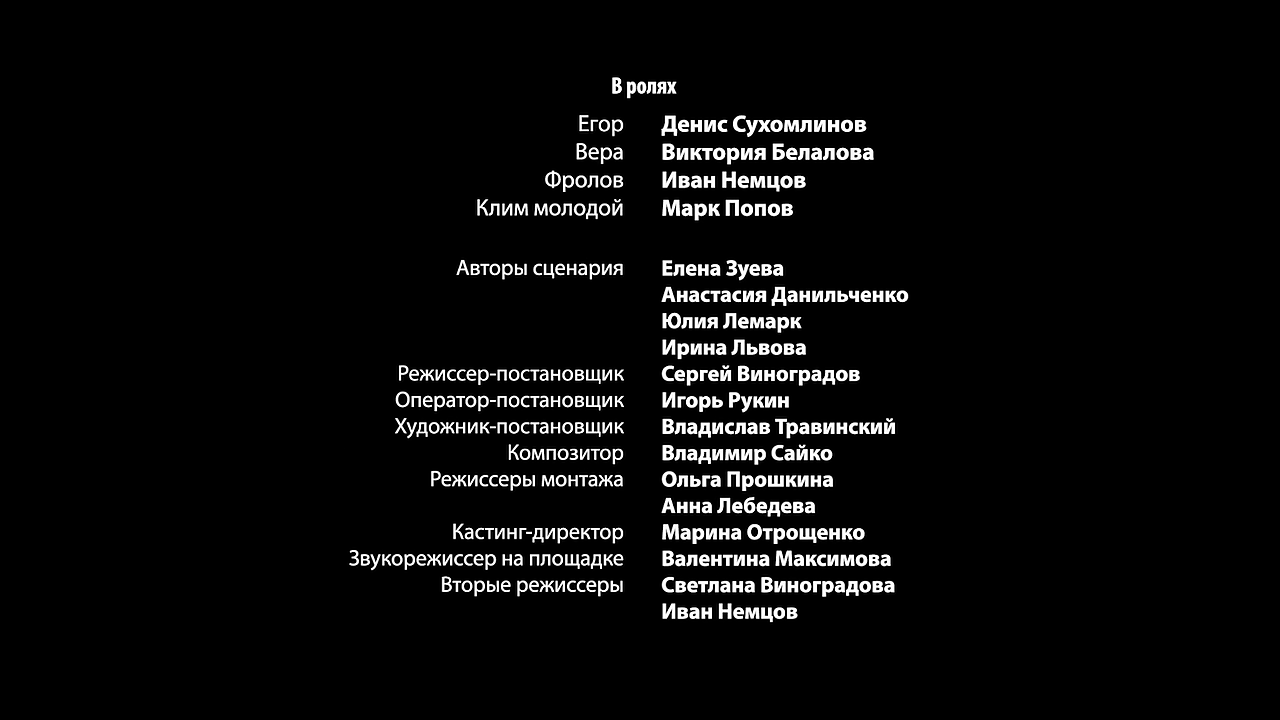 В ролях
Егор Денис Сухомлинов
Вера Виктория Белалова
Фролов Иван Немцов
Клим молодой Марк Попов
Авторы сценария Елена Зуева
Анастасия Данильченко
Юлия Лемарк
Ирина Львова
Режиссер-постановщик Сергей Виноградов
Оператор-постановщик Игорь Рукин
Художник-постановщик Владислав Травинский
Композитор Владимир Сайко
Режиссеры монтажа Ольга Прошкина
Анна Лебедева
Кастинг-директор Марина Отрощенко
Звукорежиссер на площадке Валентина Максимова
Вторые режиссеры Светлана Виноградова
Иван Немцов